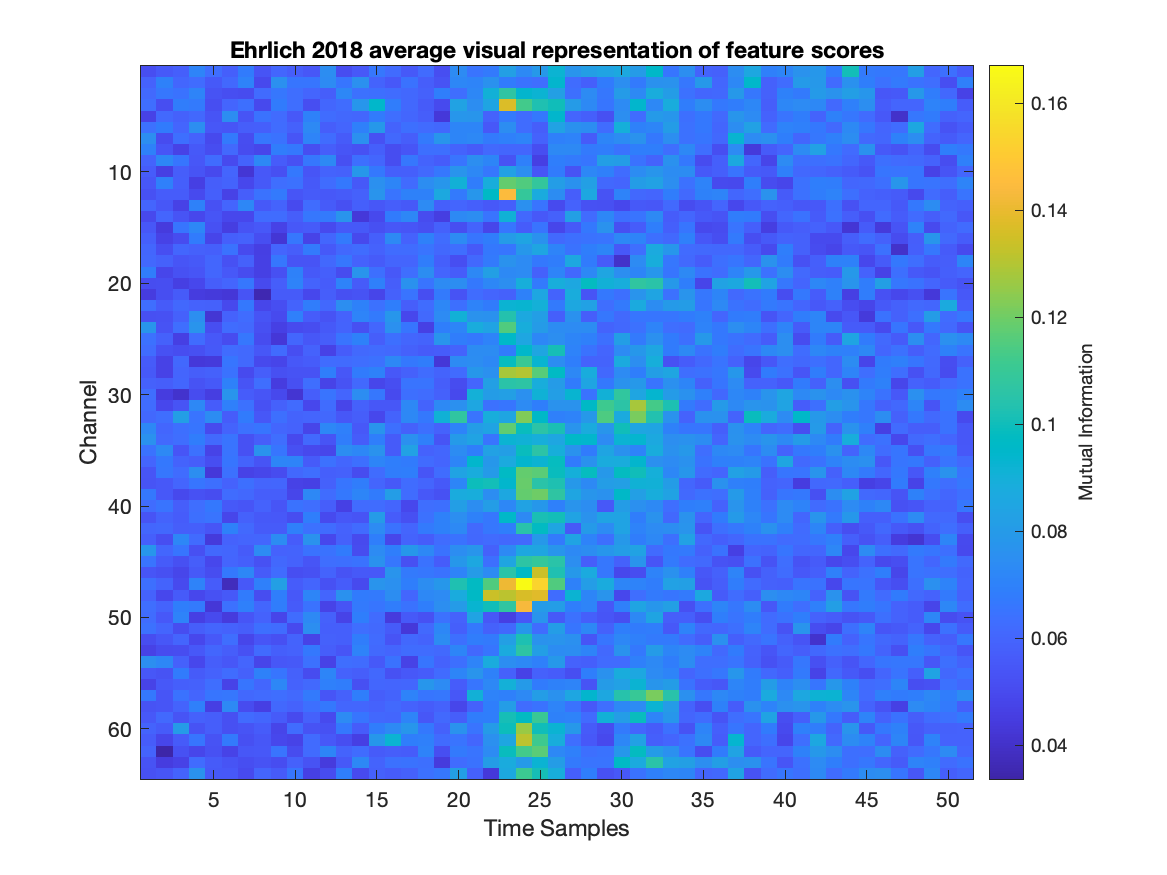 Ehrlich 2018 average visual representation of feature scores
10
20
30
40
50
60
Channel
5 10 15 20 25 30 35 40 45 50
Time Samples
0.16
0.14
0.12
0.1
0.08
0.06
0.04
Mutual Information